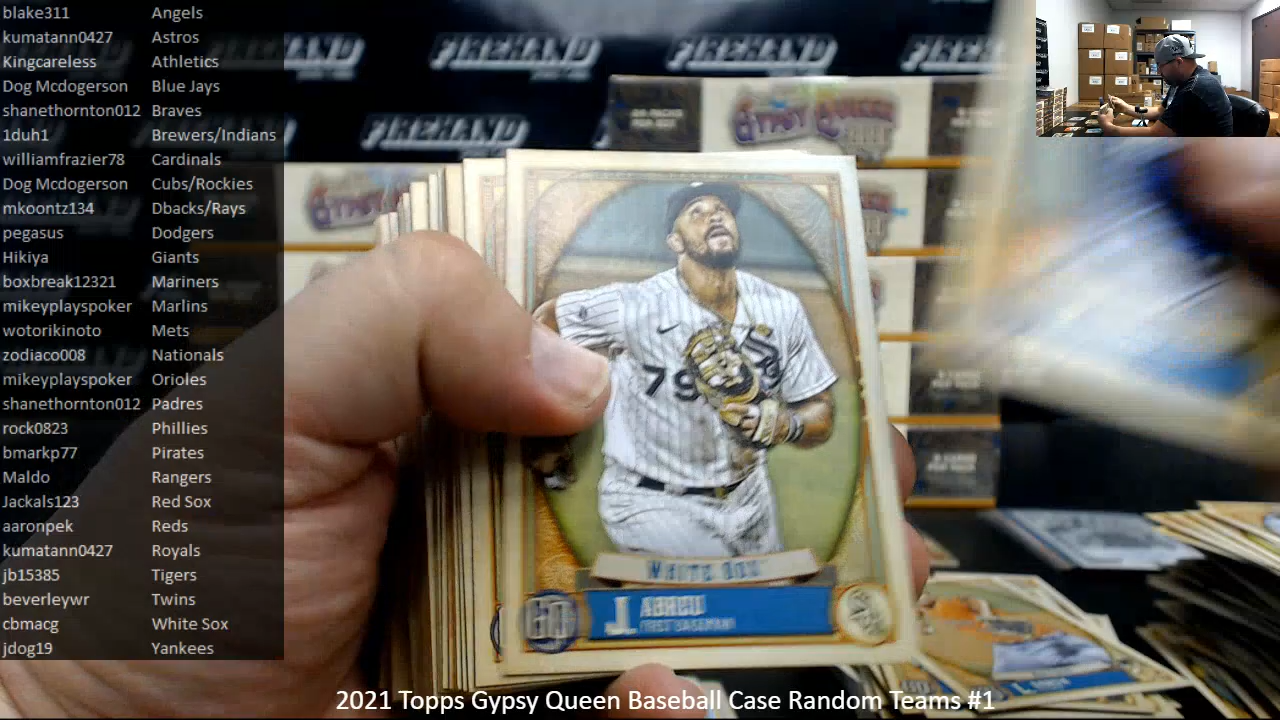 blake311 Angels
kumatann0427 Astros
Kingcareless Athletics
Dog Mcdogerson Blue Jays
shanethornton012 Braves
1duh1 Brewers/Indians
williamfrazier78 Cardinals
Dog Mcdogerson Cubs/Rockies
mkoontz134 Dbacks/Rays
pegasus Dodgers
Hikiya Giants
boxbreak12321 Mariners
mikeyplayspoker Marlins
wotorikinoto Mets
zodiaco008 Nationals
mikeyplayspoker Orioles
shanethornton012 Padres
rock0823 Phillies
bmarkp77 Pirates
Maldo Rangers
Jackals123 Red Sox
aaronpek Reds
kumatann0427 Royals
jb15385 Tigers
beverleywr Twins
cbmacg White Sox
jdog19 Yankees
FIREHAND FIREHAND FIREHAND FIREHAND
FIREHAND
GYPSY QUEEN
79
WHITE SOX
GQ J. ABREU
FIRST BASEMAN
2021 Topps Gypsy Queen Baseball Case Random Teams #1